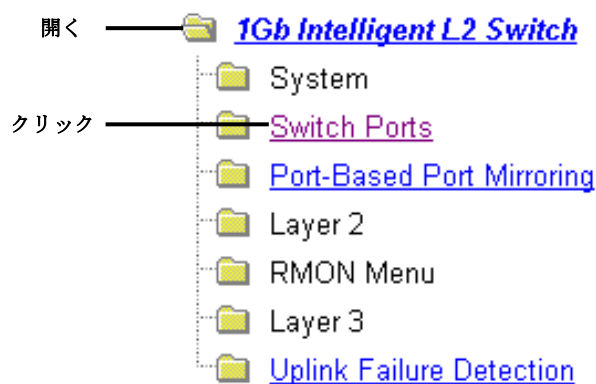 開く 1Gb Intelligent L2 Switch
System
クリック Switch Ports
Port-Based Port Mirroring
Layer 2
RMON Menu
Layer 3
Uplink Failure Detection